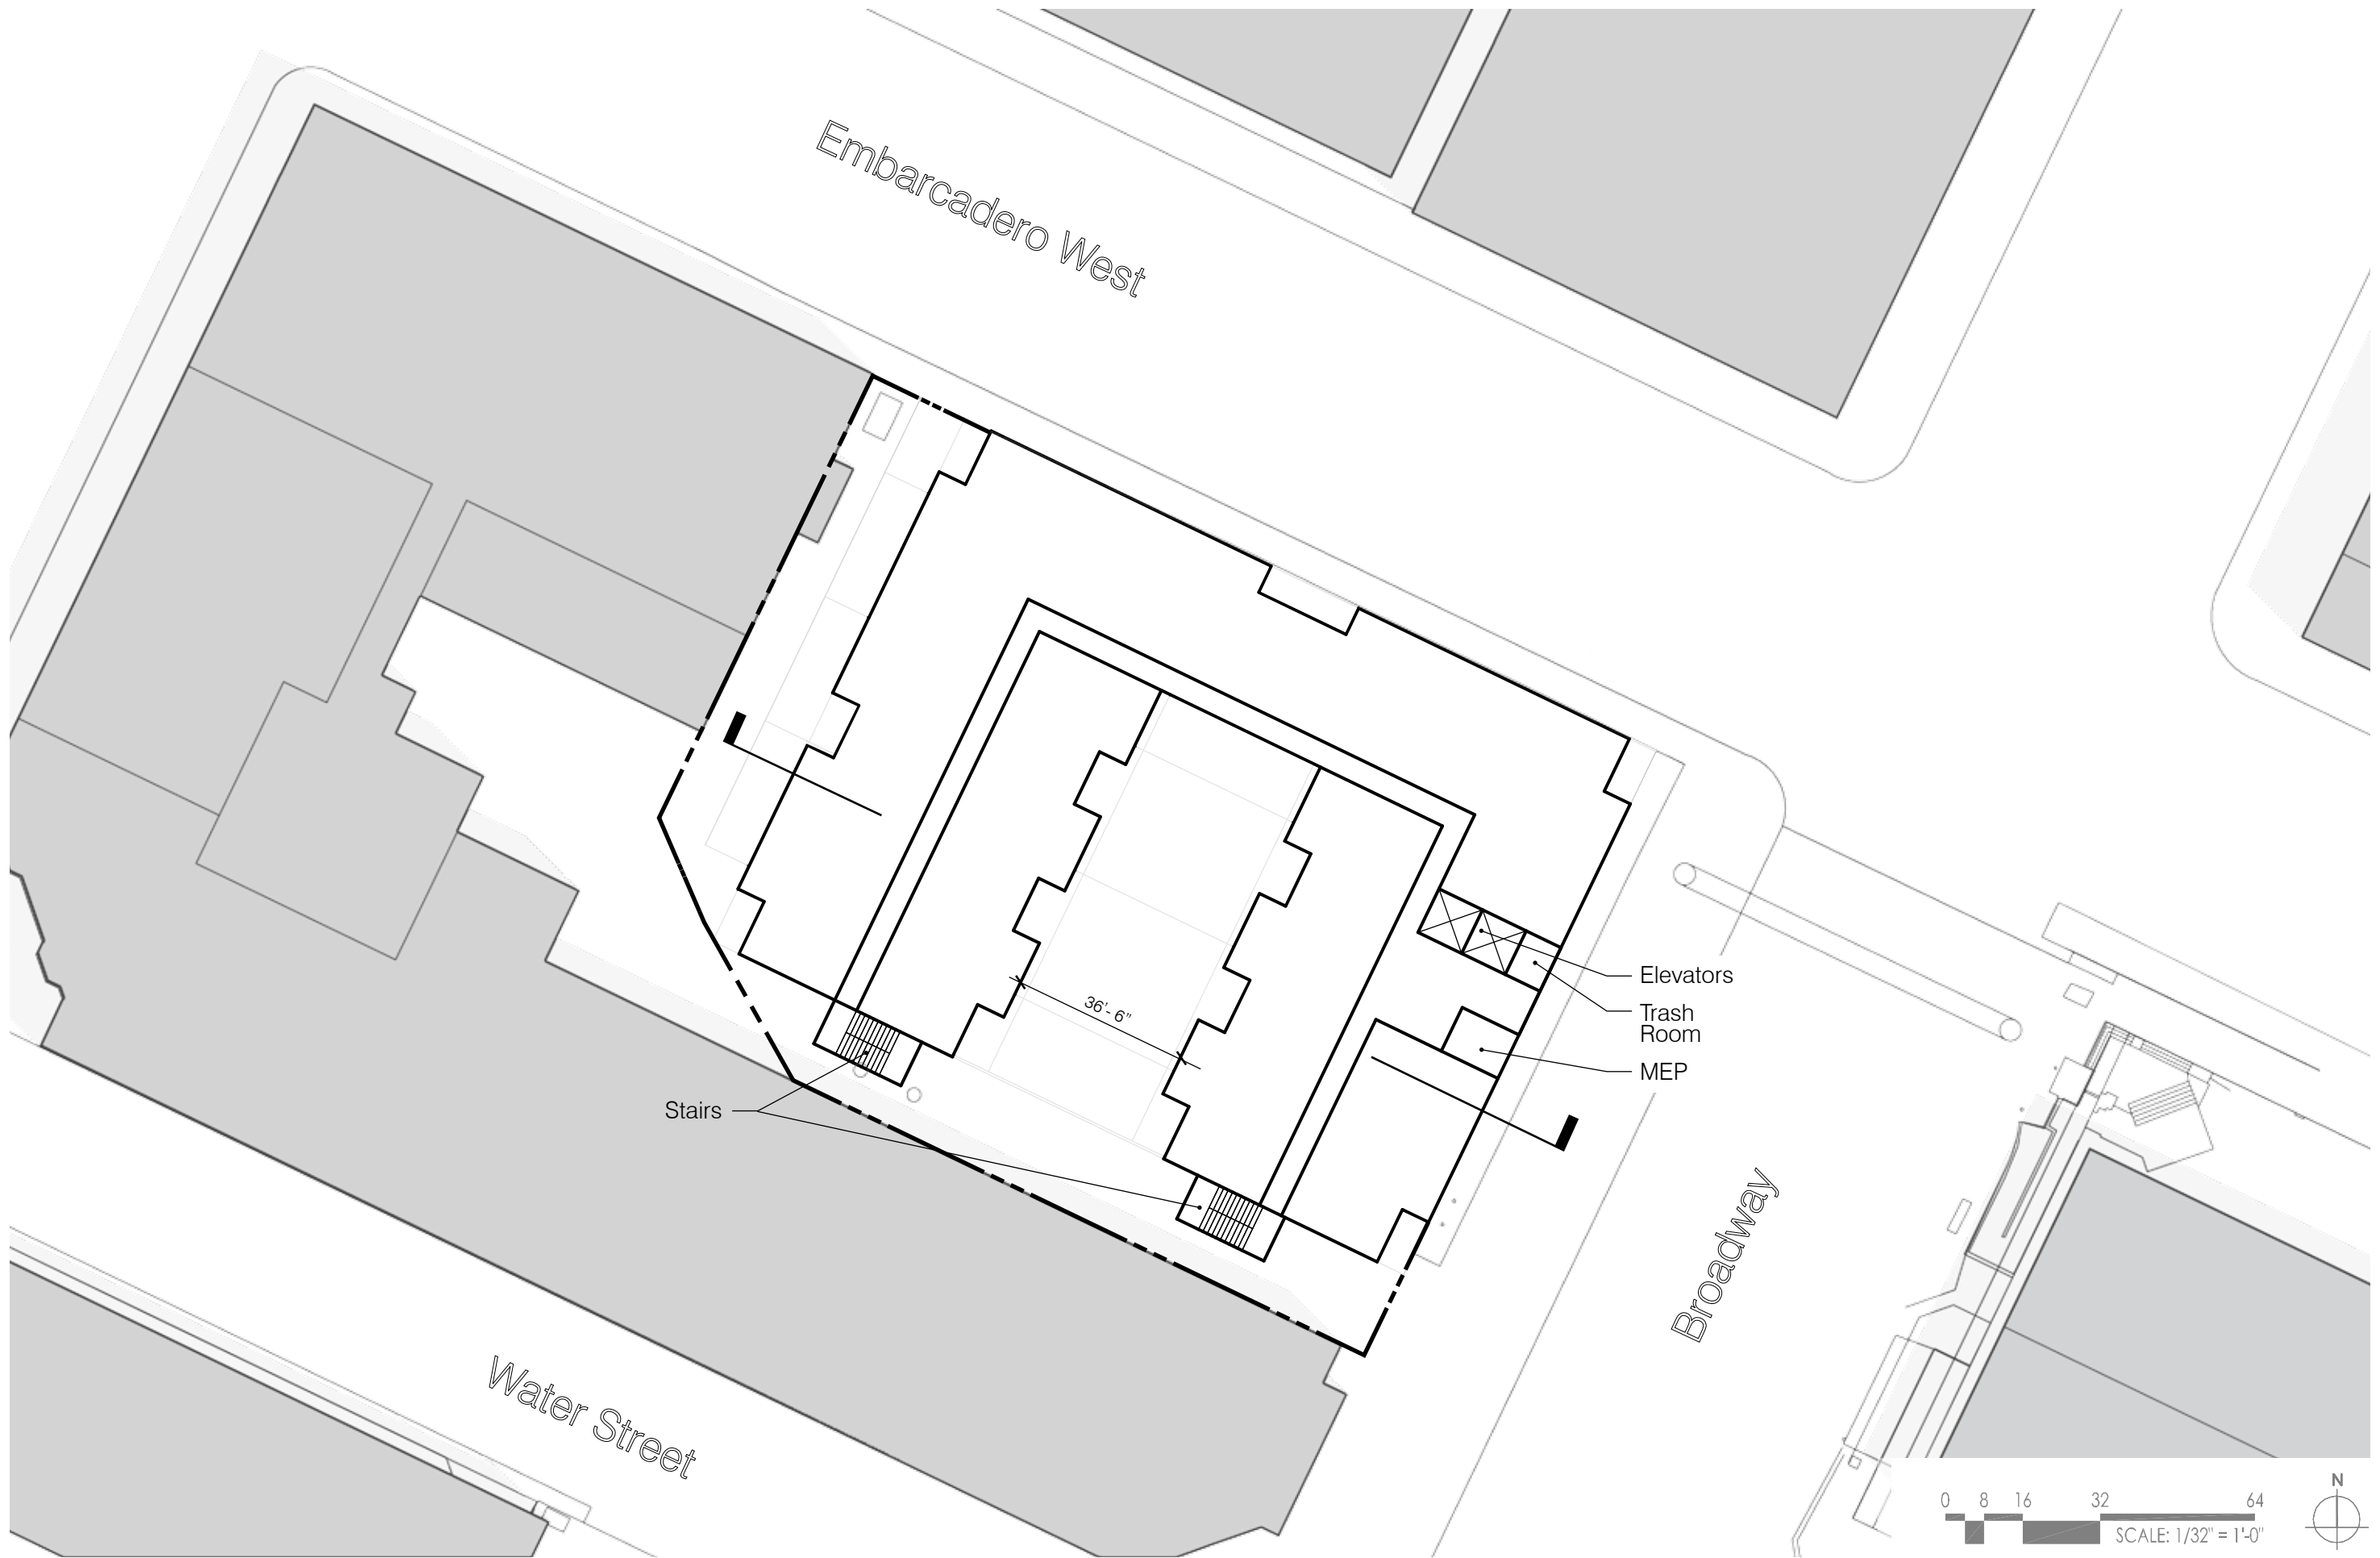 Embarcadero West
Elevators
Trash
Room
MEP
36'- 6"
Stairs
Broadway
Water Street
N
0 8 16 32 64
SCALE: 1/32" = 1'-0"